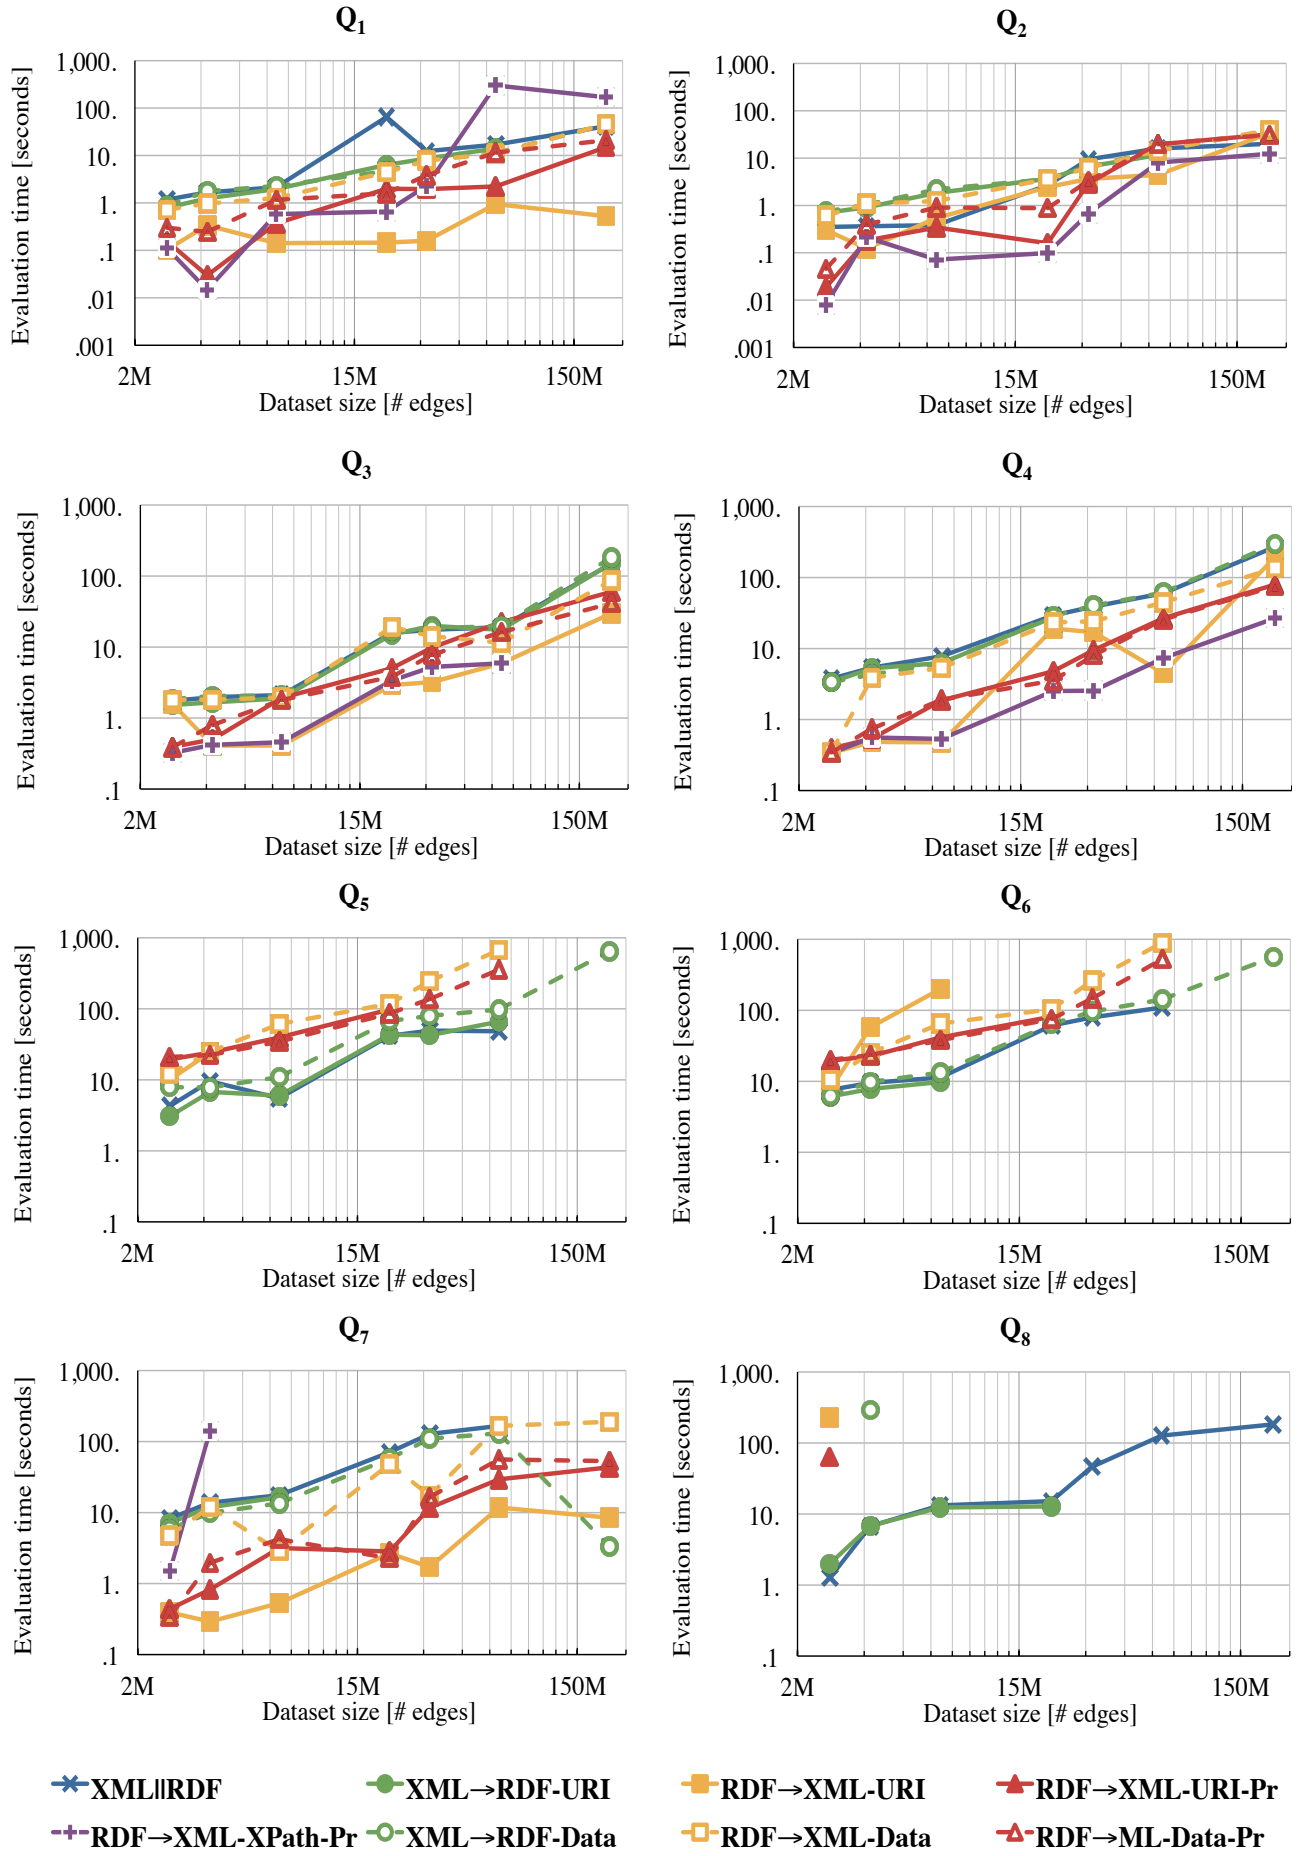 Q1
Evaluation time [seconds]
1,000.
100.
10.
1.
.1
.01
.001
2M 15M 150M
Dataset size [# edges]
Q2
Evaluation time [seconds]
1,000.
100.
10.
1.
.1
.01
.001
2M 15M 150M
Dataset size [# edges]
Q3
Evaluation time [seconds]
1,000.
100.
10.
1.
.1
2M 15M 150M
Dataset size [# edges]
Q4
Evaluation time [seconds]
1,000.
100.
10.
1.
.1
2M 15M 150M
Dataset size [# edges]
Q5
Evaluation time [seconds]
1,000.
100.
10.
1.
.1
2M 15M 150M
Dataset size [# edges]
Q6
Evaluation time [seconds]
1,000.
100.
10.
1.
.1
2M 15M 150M
Dataset size [# edges]
Q7
Evaluation time [seconds]
1,000.
100.
10.
1.
.1
2M 15M 150M
Dataset size [# edges]
Q8
Evaluation time [seconds]
1,000.
100.
10.
1.
.1
2M 15M 150M
Dataset size [# edges]
XML||RDF XML→RDF-URI RDF→XML-URI RDF→XML-URI-Pr
RDF→XML-XPath-Pr XML→RDF-Data RDF→XML-Data RDF→ML-Data-Pr